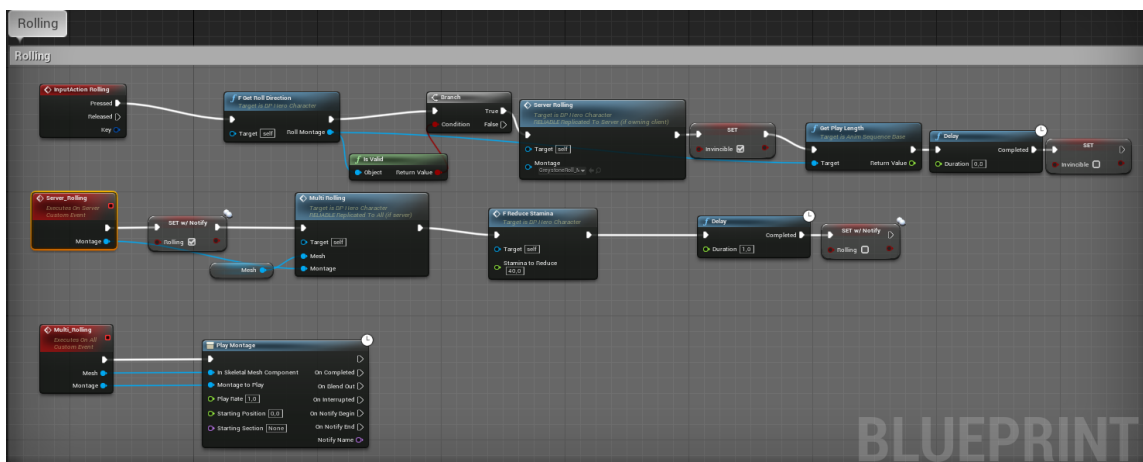 Rolling
Rolling
InputAction Rolling
Pressed
Released
Key
F Get Roll Direction
Target is BP Hero Character
Target self
Roll Montage
Branch
True
Condition False
Is Valid
Object Return Value
Server Rolling
Target is BP Hero Character
RELIABLE Replicated To Server (if owning client)
Target self
Montage
SET
Invincible
Get Play Length
Target is Anim Sequence Base
Target Return Value
Delay
Completed
Duration 0,0
SET
Invincible
Server_Rolling
Executes On Server
Custom Event
Montage
SET w/ Notify
Rolling
Mesh
Multi Rolling
Target is BP Hero Character
RELIABLE Replicated To All (if server)
Target self
Mesh
Montage
F Reduce Stamina
Target is BP Hero Character
Target self
Stamina to Reduce
40,0
Delay
Completed
Duration 1,0
SET w/ Notify
Rolling
Multi_Rolling
Executes On All
Custom Event
Mesh
Montage
Play Montage
In Skeletal Mesh Component On Completed
Montage to Play On Blend Out
Play Rate 1,0 On Interrupted
Starting Position 0,0 On Notify Begin
Starting Section None On Notify End
Notify Name
BLUEPRINT